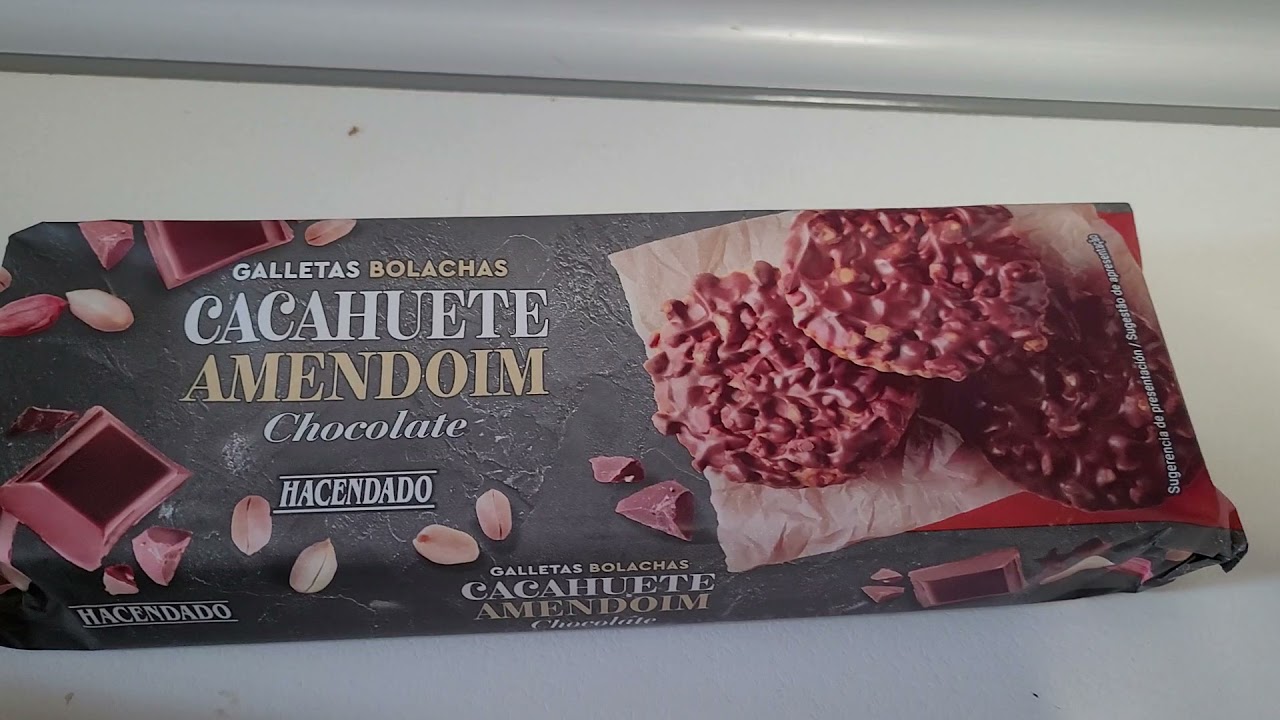 GALLETAS BOLACHAS
CACAHUETE
AMENDOIM
Chocolate
HACENDADO
Sugerencia de presentación / Sugestão de apresentação
GALLETAS BOLACHAS
CACAHUETE
AMENDOIM
Chocolate
HACENDADO